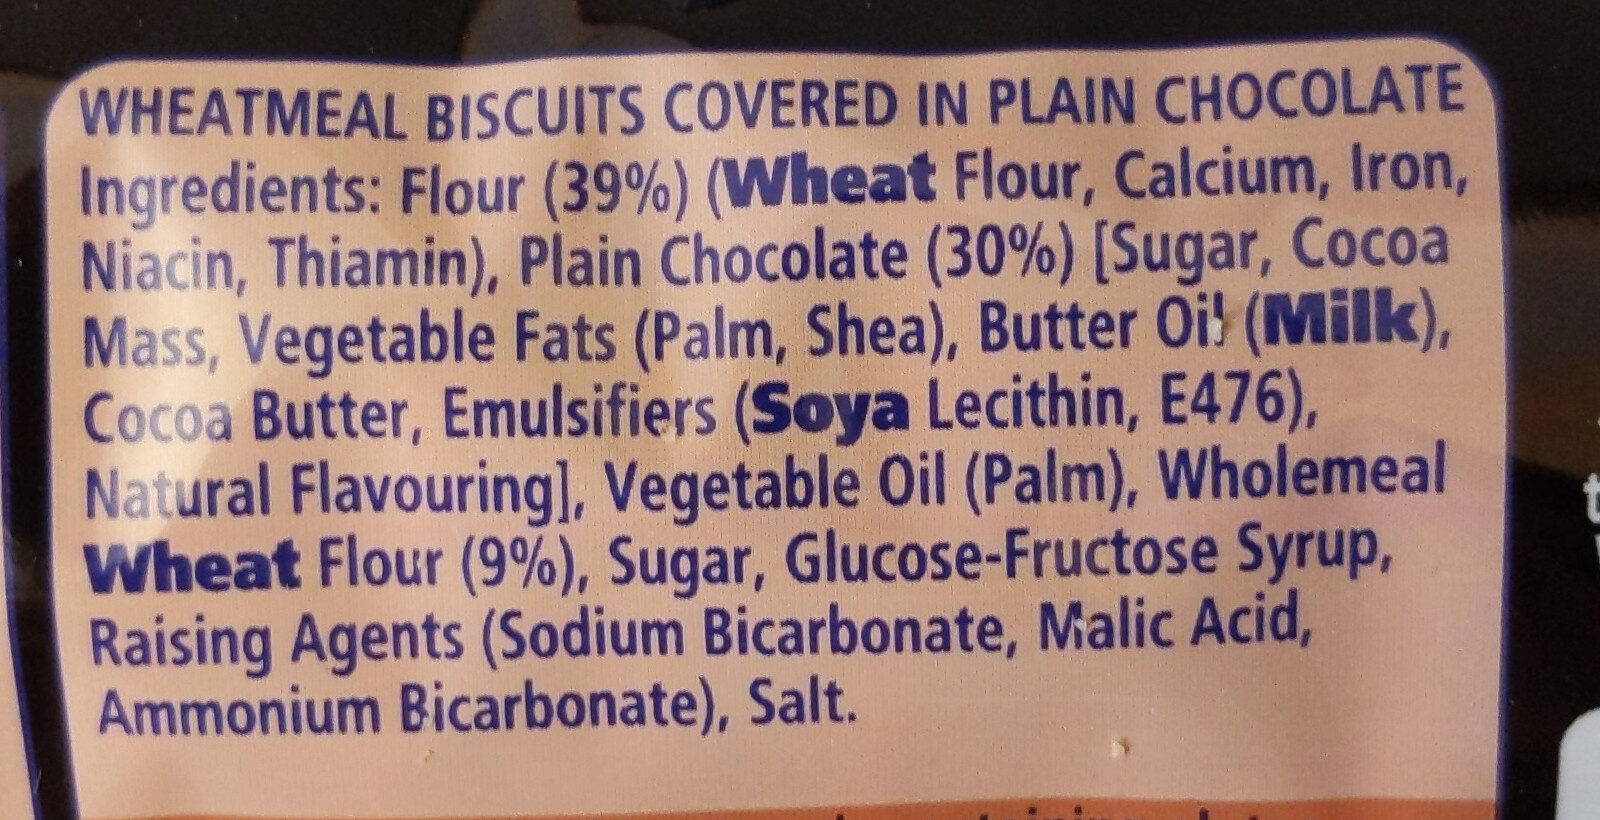 WHEATMEAL BISCUITS COVERED IN PLAIN CHOCOLATE
Ingredients: Flour (39%) (Wheat Flour, Calcium, Iron,
Niacin, Thiamin), Plain Chocolate (30%) [Sugar, Cocoa
Mass, Vegetable Fats (Palm, Shea), Butter Oil (Milk),
Cocoa Butter, Emulsifiers (Soya Lecithin, E476),
Natural Flavouring], Vegetable Oil (Palm), Wholemeal
Wheat Flour (9%), Sugar, Glucose-Fructose Syrup,
Raising Agents (Sodium Bicarbonate, Malic Acid,
Ammonium Bicarbonate), Salt.